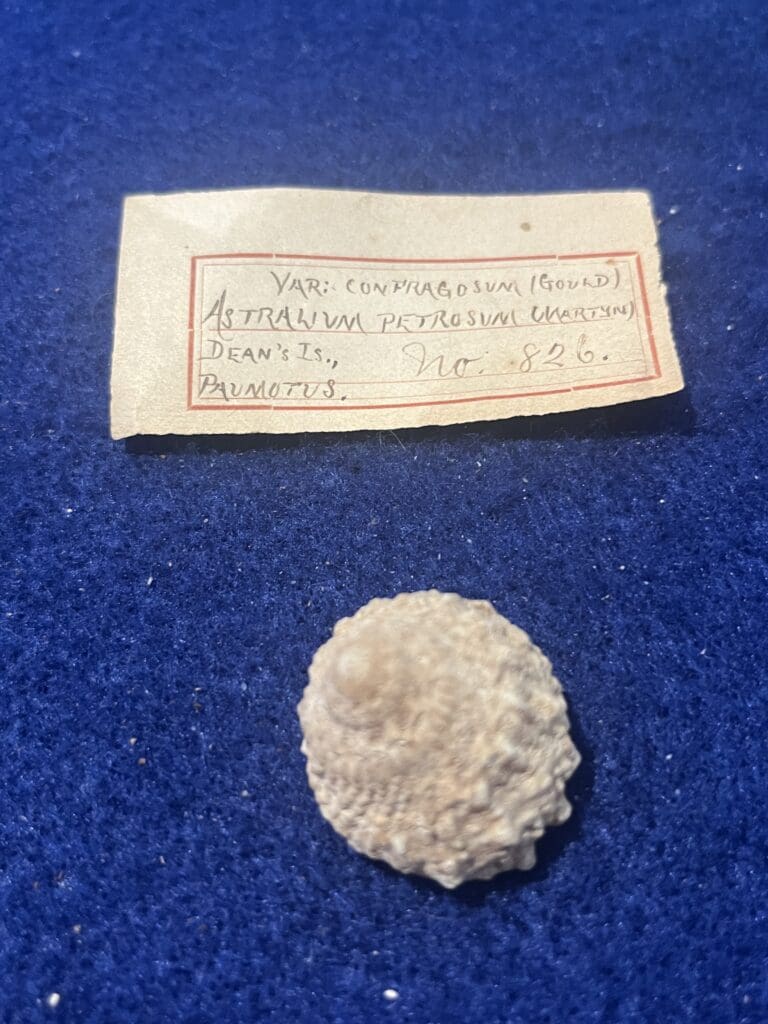 VAR: CONFRAGOSUM (GOULD)
ASTRALIUM PETROSUM (MARTYN)
DEAN'S IS., No. 826.
PAUMOTUS.